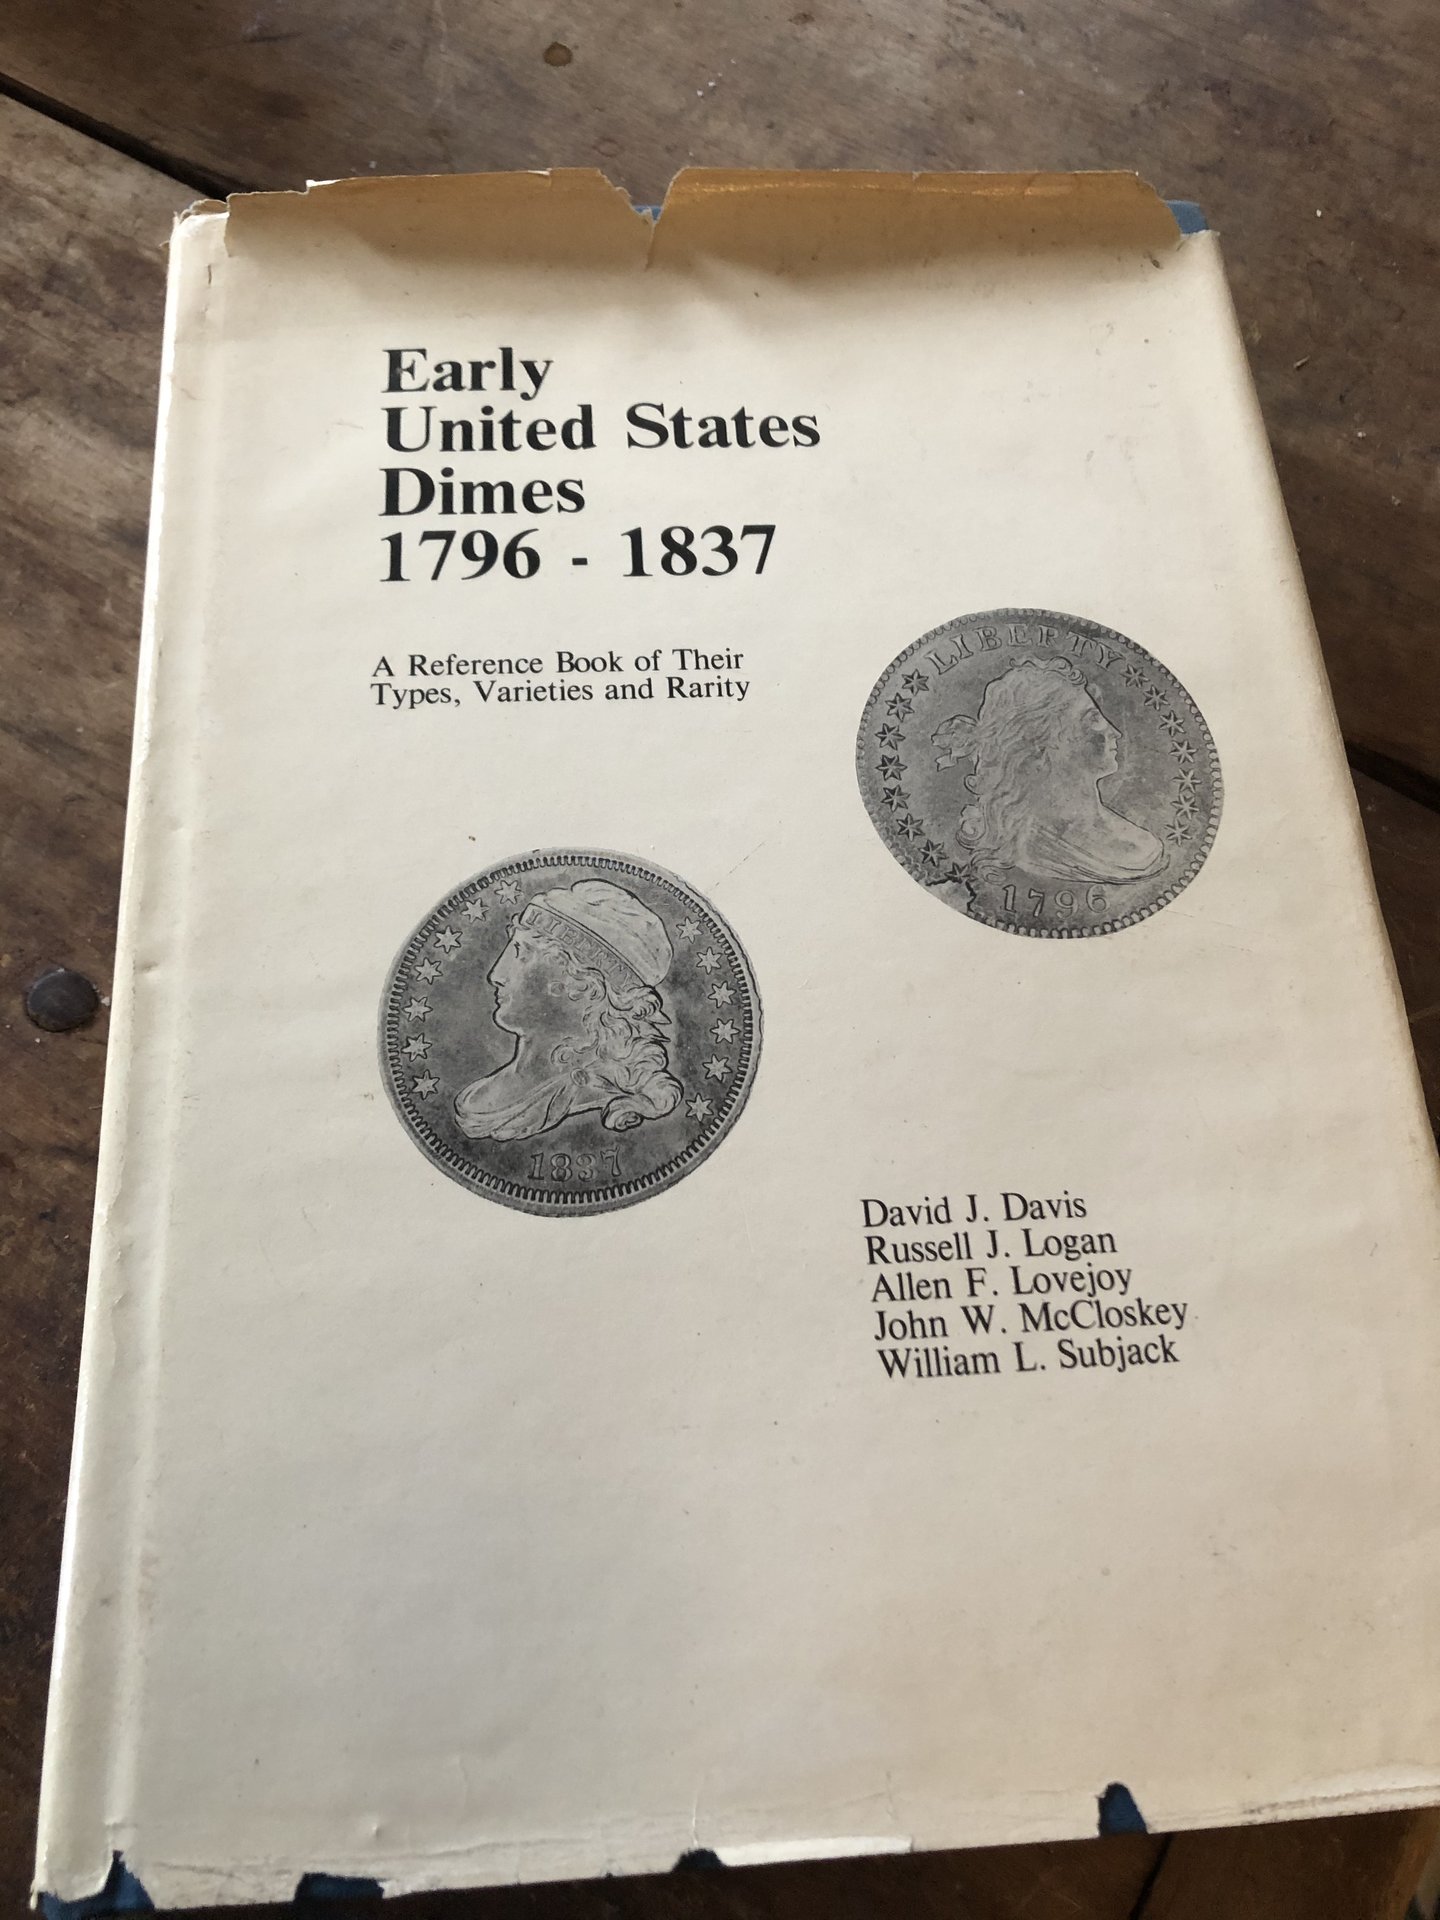 Early
United States
Dimes
1796 - 1837
A Reference Book of Their
Types, Varieties and Rarity
LIBERTY
1796
LIBERTY
1837
David J. Davis
Russell J. Logan
Allen F. Lovejoy
John W. McCloskey
William L. Subjack